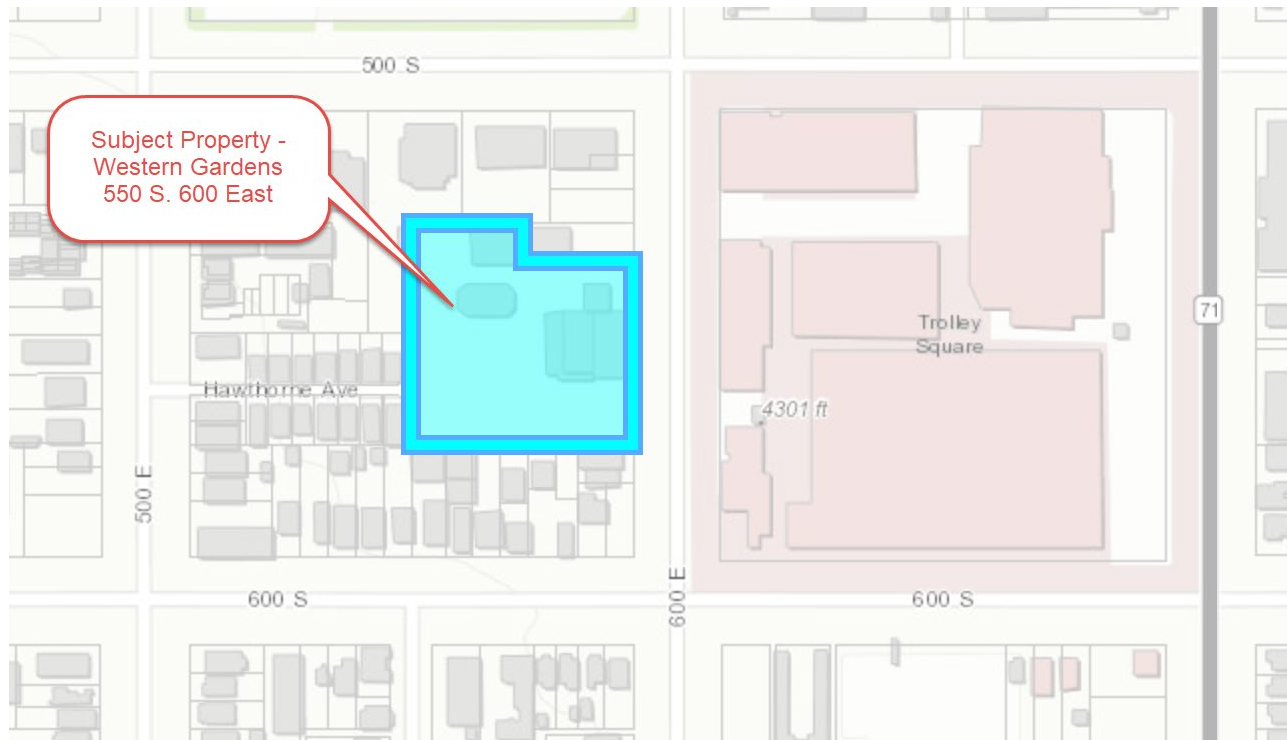 500 S
Subject Property -
Western Gardens
550 S. 600 East
71
Trolley
Square
Hawthorne Ave
4301 ft
500 E
600 E
600 S
600 S